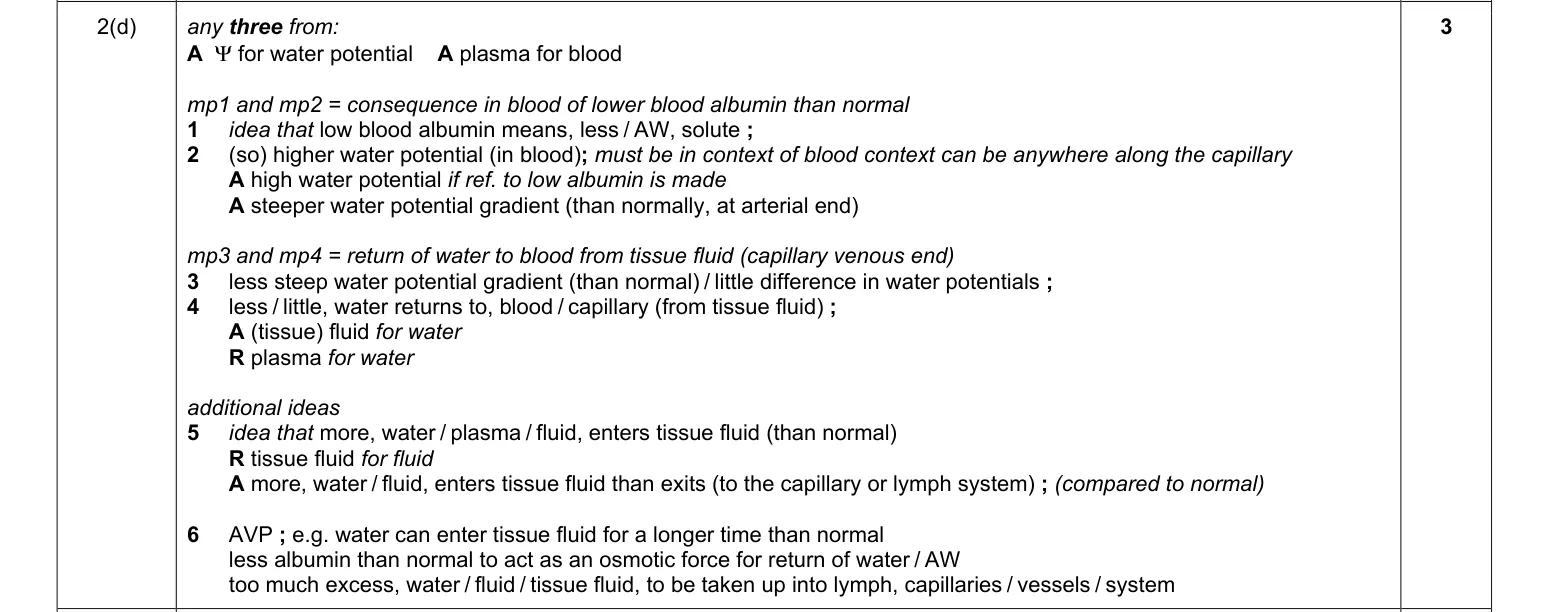 2(d)
any three from:
A Ψ for water potential A plasma for blood
3
mp1 and mp2 = consequence in blood of lower blood albumin than normal
1 idea that low blood albumin means, less / AW, solute ;
2 (so) higher water potential (in blood); must be in context of blood context can be anywhere along the capillary
A high water potential if ref. to low albumin is made
A steeper water potential gradient (than normally, at arterial end)
mp3 and mp4 = return of water to blood from tissue fluid (capillary venous end)
3 less steep water potential gradient (than normal) / little difference in water potentials ;
4 less / little, water returns to, blood / capillary (from tissue fluid) ;
A (tissue) fluid for water
R plasma for water
additional ideas
5 idea that more, water / plasma / fluid, enters tissue fluid (than normal)
R tissue fluid for fluid
A more, water / fluid, enters tissue fluid than exits (to the capillary or lymph system) ; (compared to normal)
6 AVP ; e.g. water can enter tissue fluid for a longer time than normal
less albumin than normal to act as an osmotic force for return of water / AW
too much excess, water / fluid / tissue fluid, to be taken up into lymph, capillaries / vessels / system